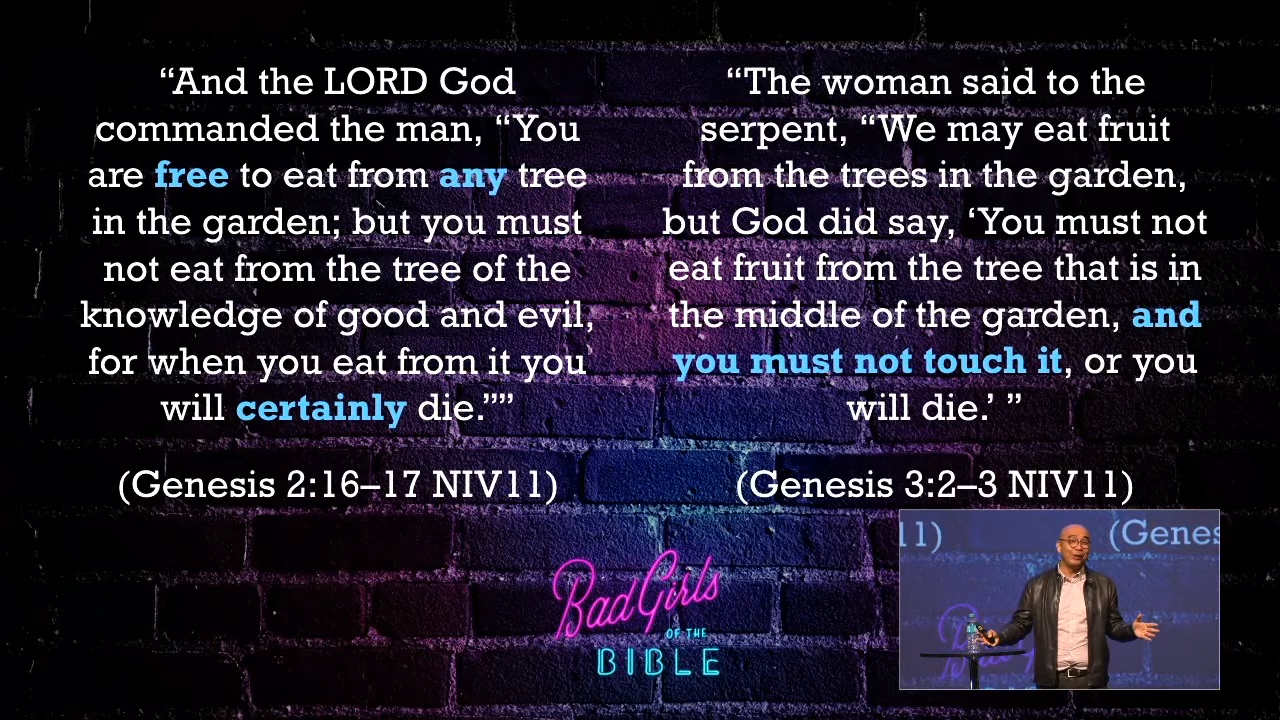 “And the LORD God
commanded the man, “You
are free to eat from any tree
in the garden; but you must
not eat from the tree of the
knowledge of good and evil,
for when you eat from it you
will certainly die.””
(Genesis 2:16–17 NIV11)
“The woman said to the
serpent, “We may eat fruit
from the trees in the garden,
but God did say, ‘You must not
eat fruit from the tree that is in
the middle of the garden, and
you must not touch it, or you
will die.’ ”
(Genesis 3:2–3 NIV11)
Bad Girls
OF THE
BIBLE
11)
(Genes
Bad